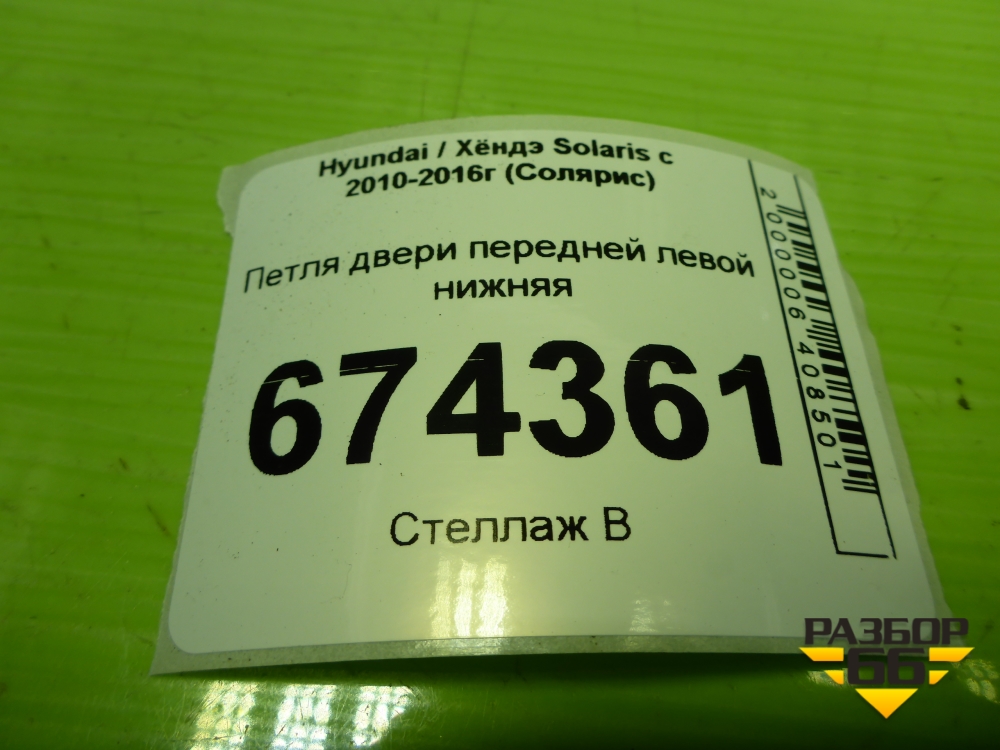 Hyundai / Хёндэ Solaris с
2010-2016г (Солярис)
Петля двери передней левой
нижняя
674361
Стеллаж В
2000006408501
РАЗБОР
66